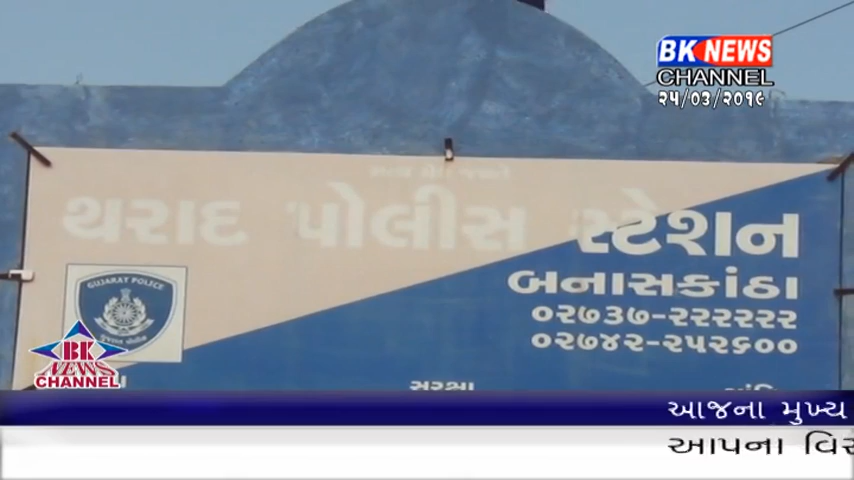 BK NEWS
CHANNEL
૨૫/૦૩/૨૦૧૯
થરાદ પોલીસ સ્ટેશન
બનાસકાંઠા
૦૨૭૩૭-૨૨૨૨૨૨
૦૨૭૪૨-૨૫૨૬૦૦
GUJARAT POLICE
BK
NEWS
CHANNEL
સુરક્ષા
આજના મુખ્ય
આપના